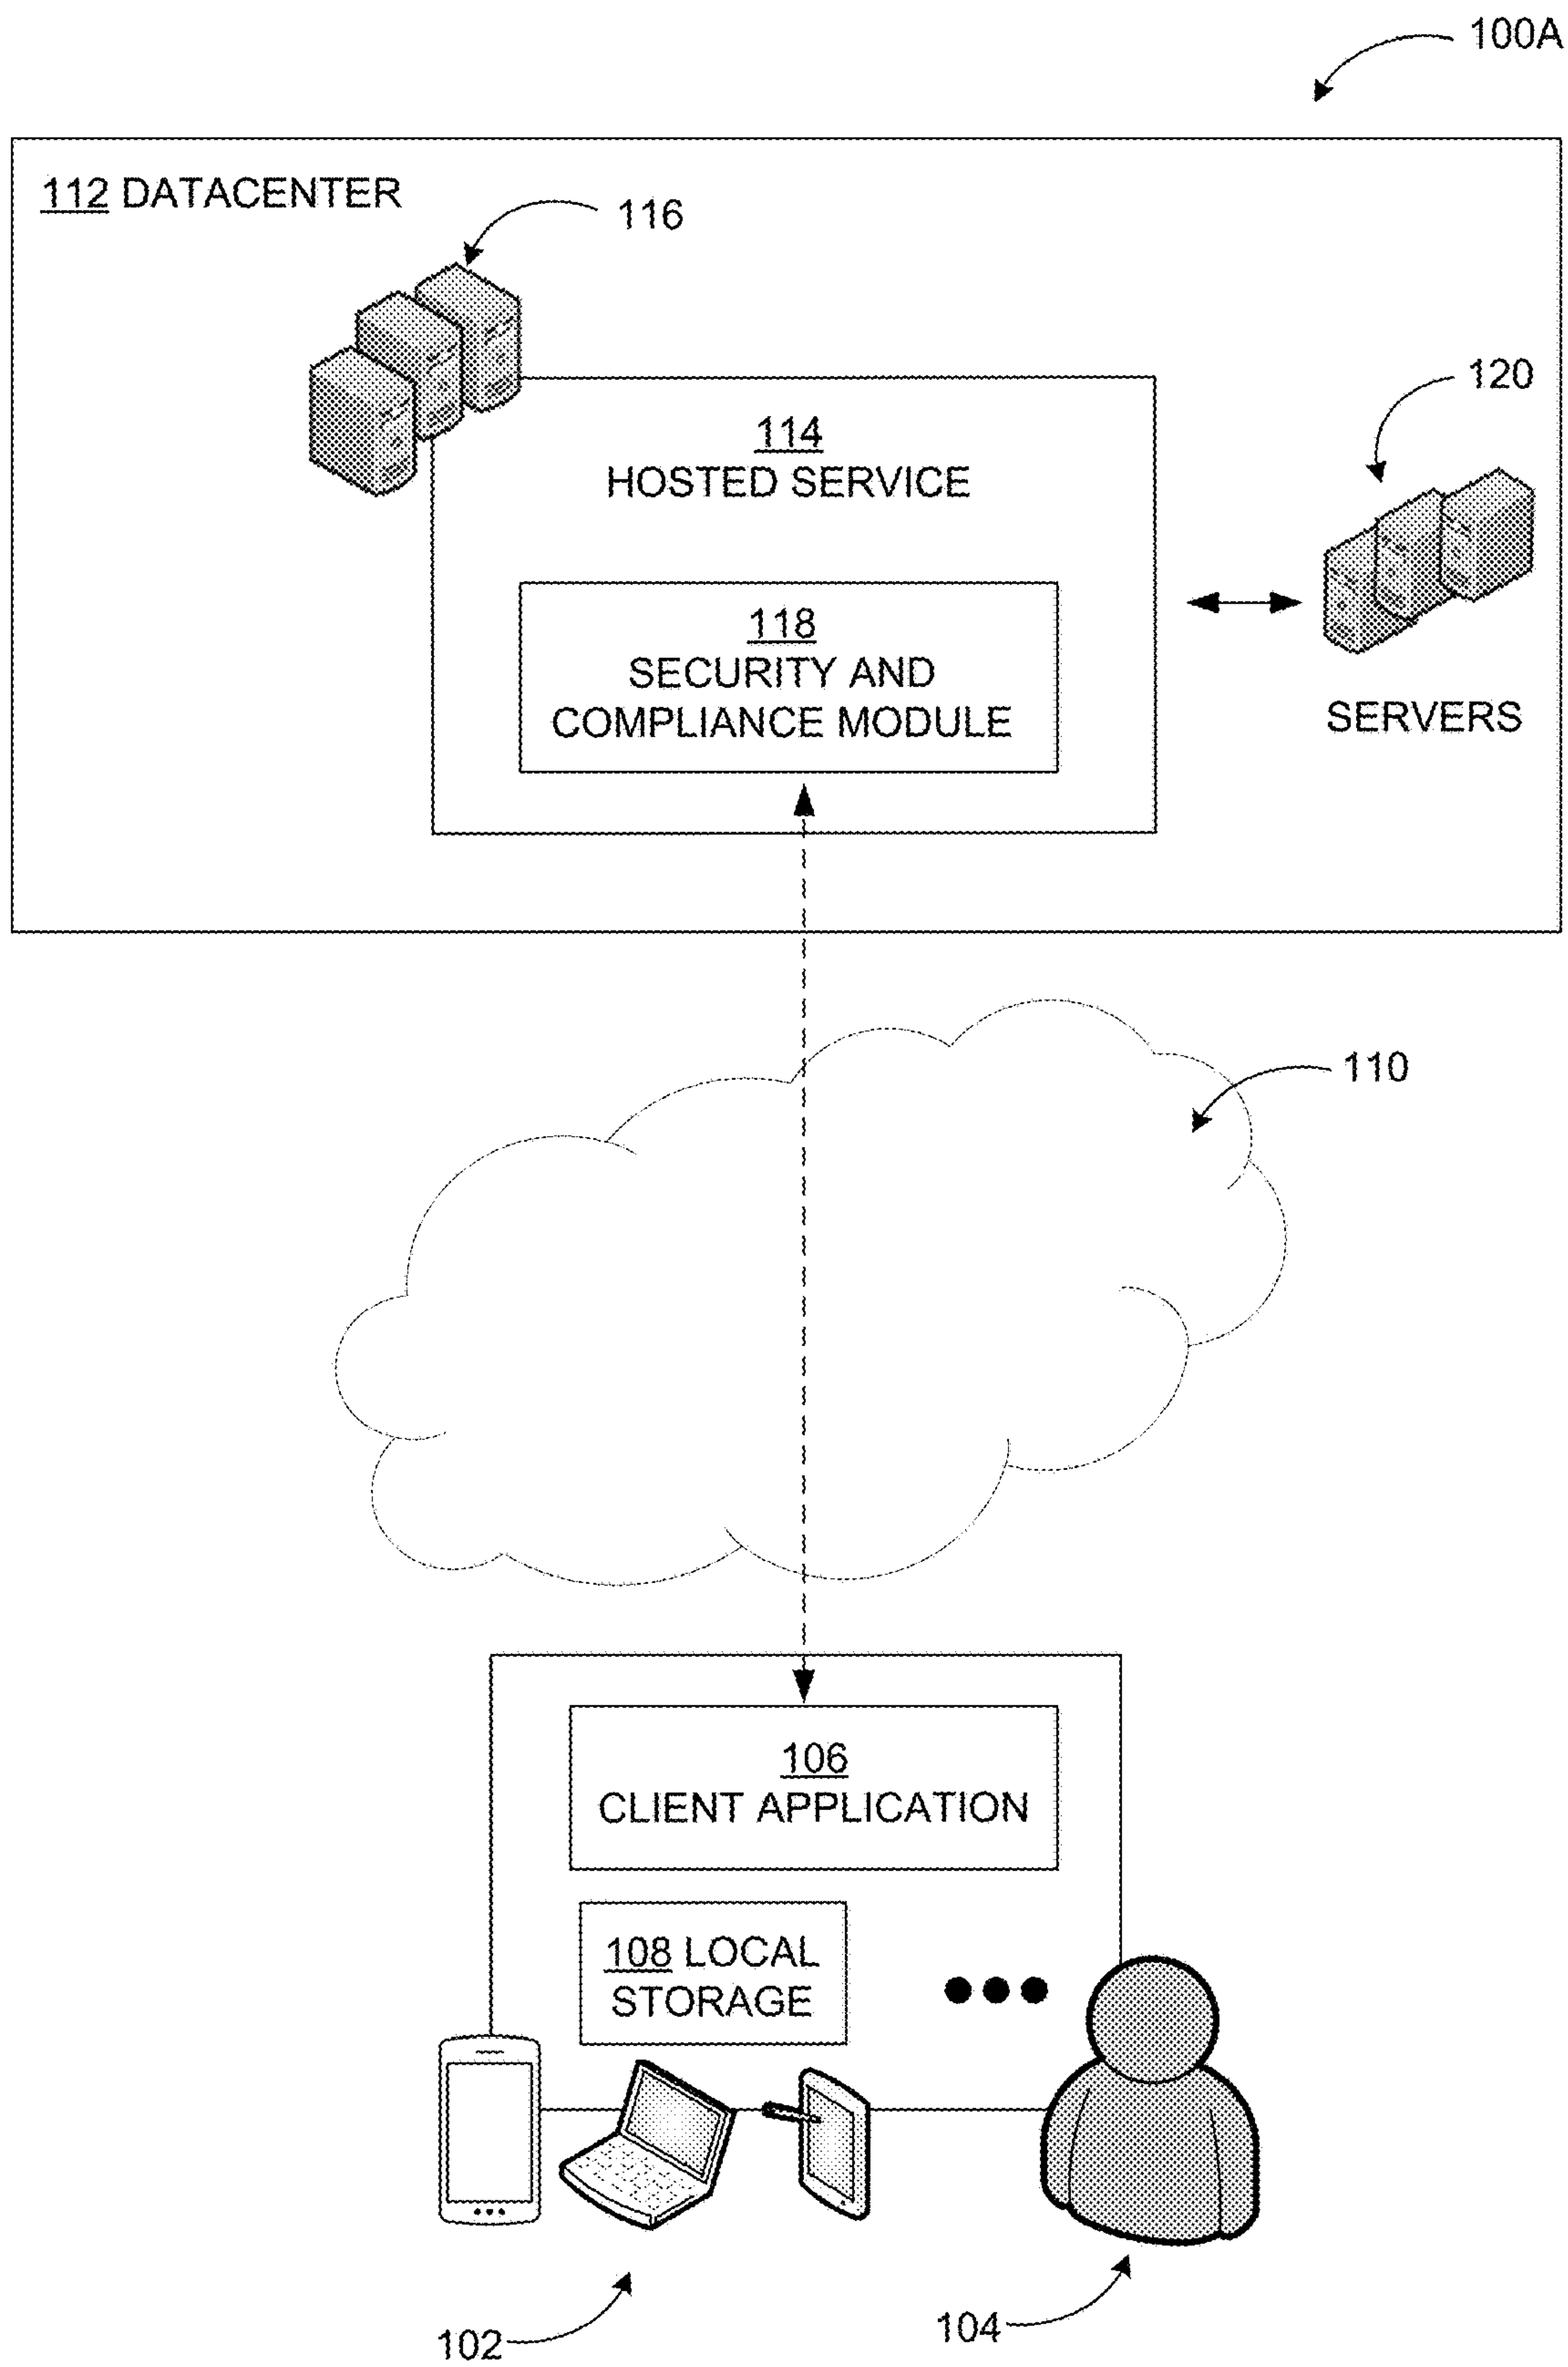 100A
112 DATACENTER
116
120
114
HOSTED SERVICE
118
SECURITY AND
COMPLIANCE MODULE
SERVERS
110
106
CLIENT APPLICATION
108 LOCAL
STORAGE
102
104